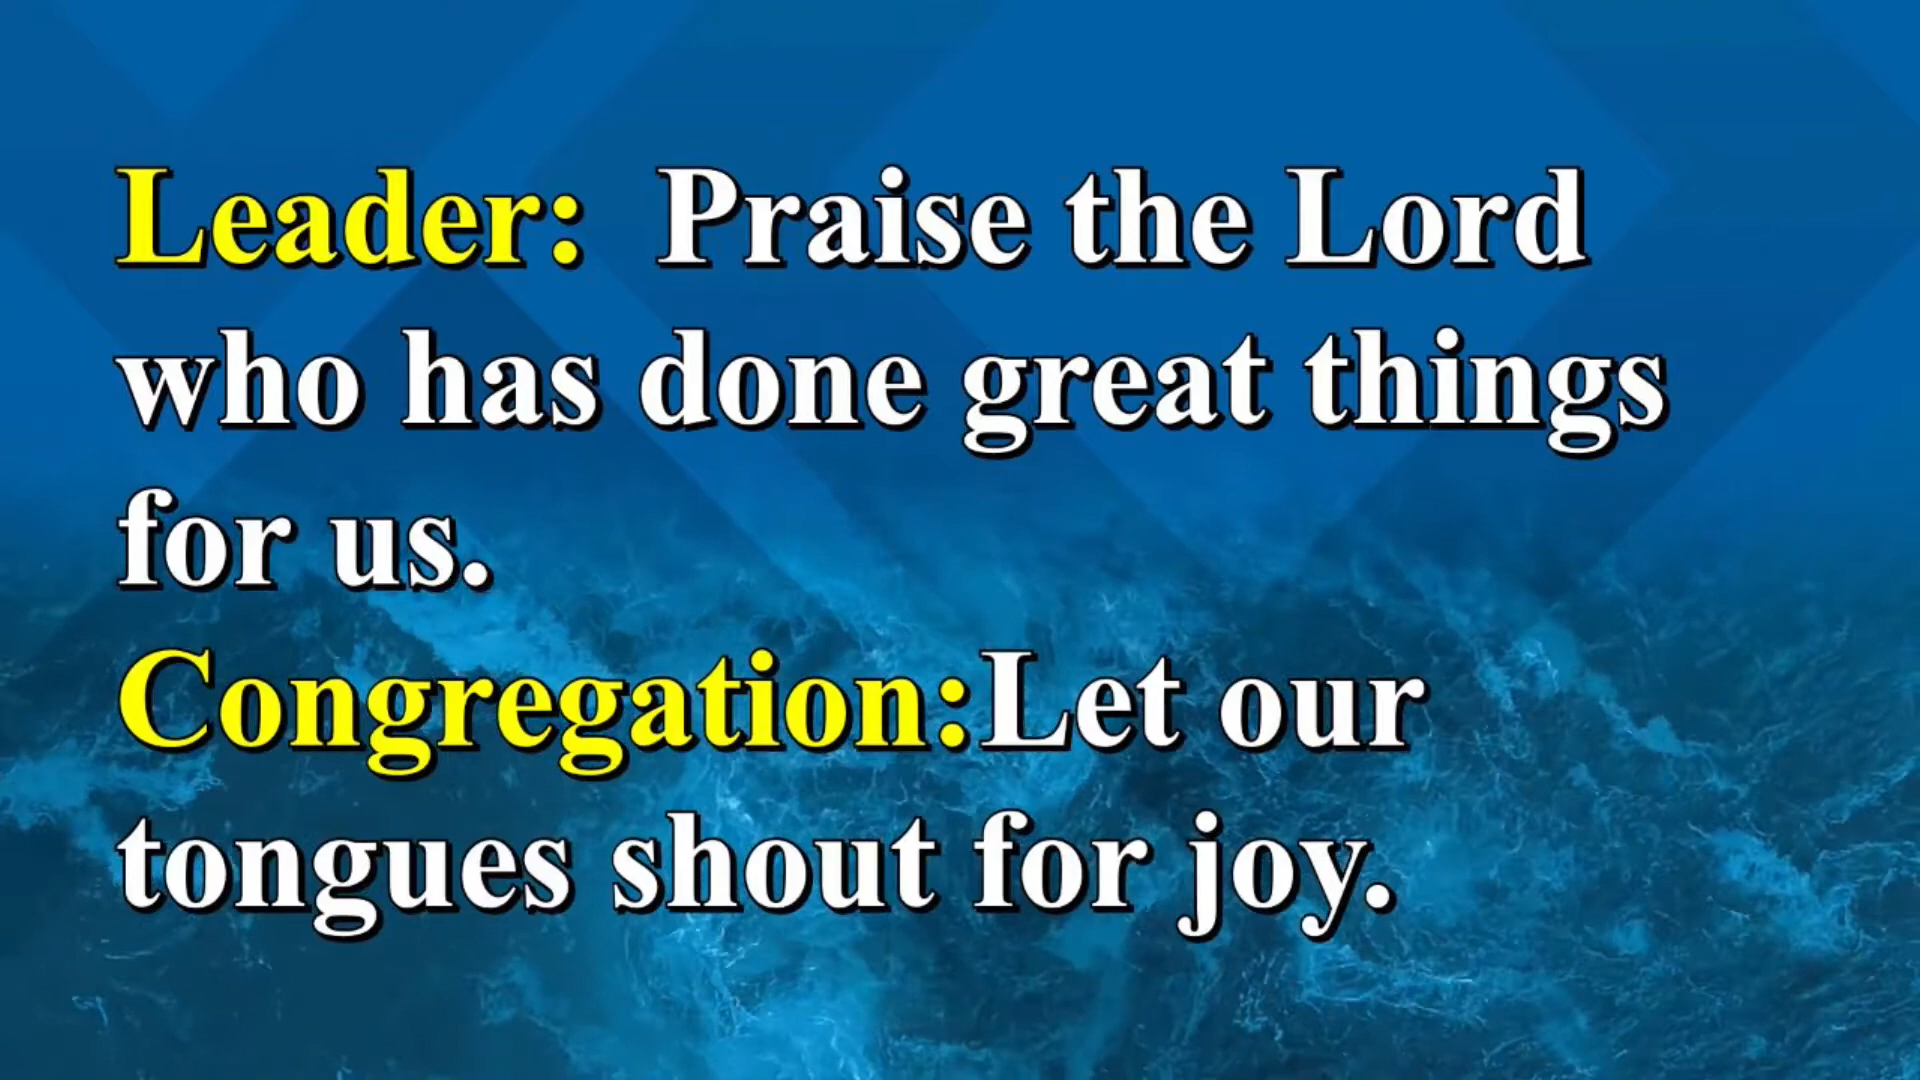 Leader:  Praise the Lord
who has done great things
for us.
Congregation:Let our
tongues shout for joy.